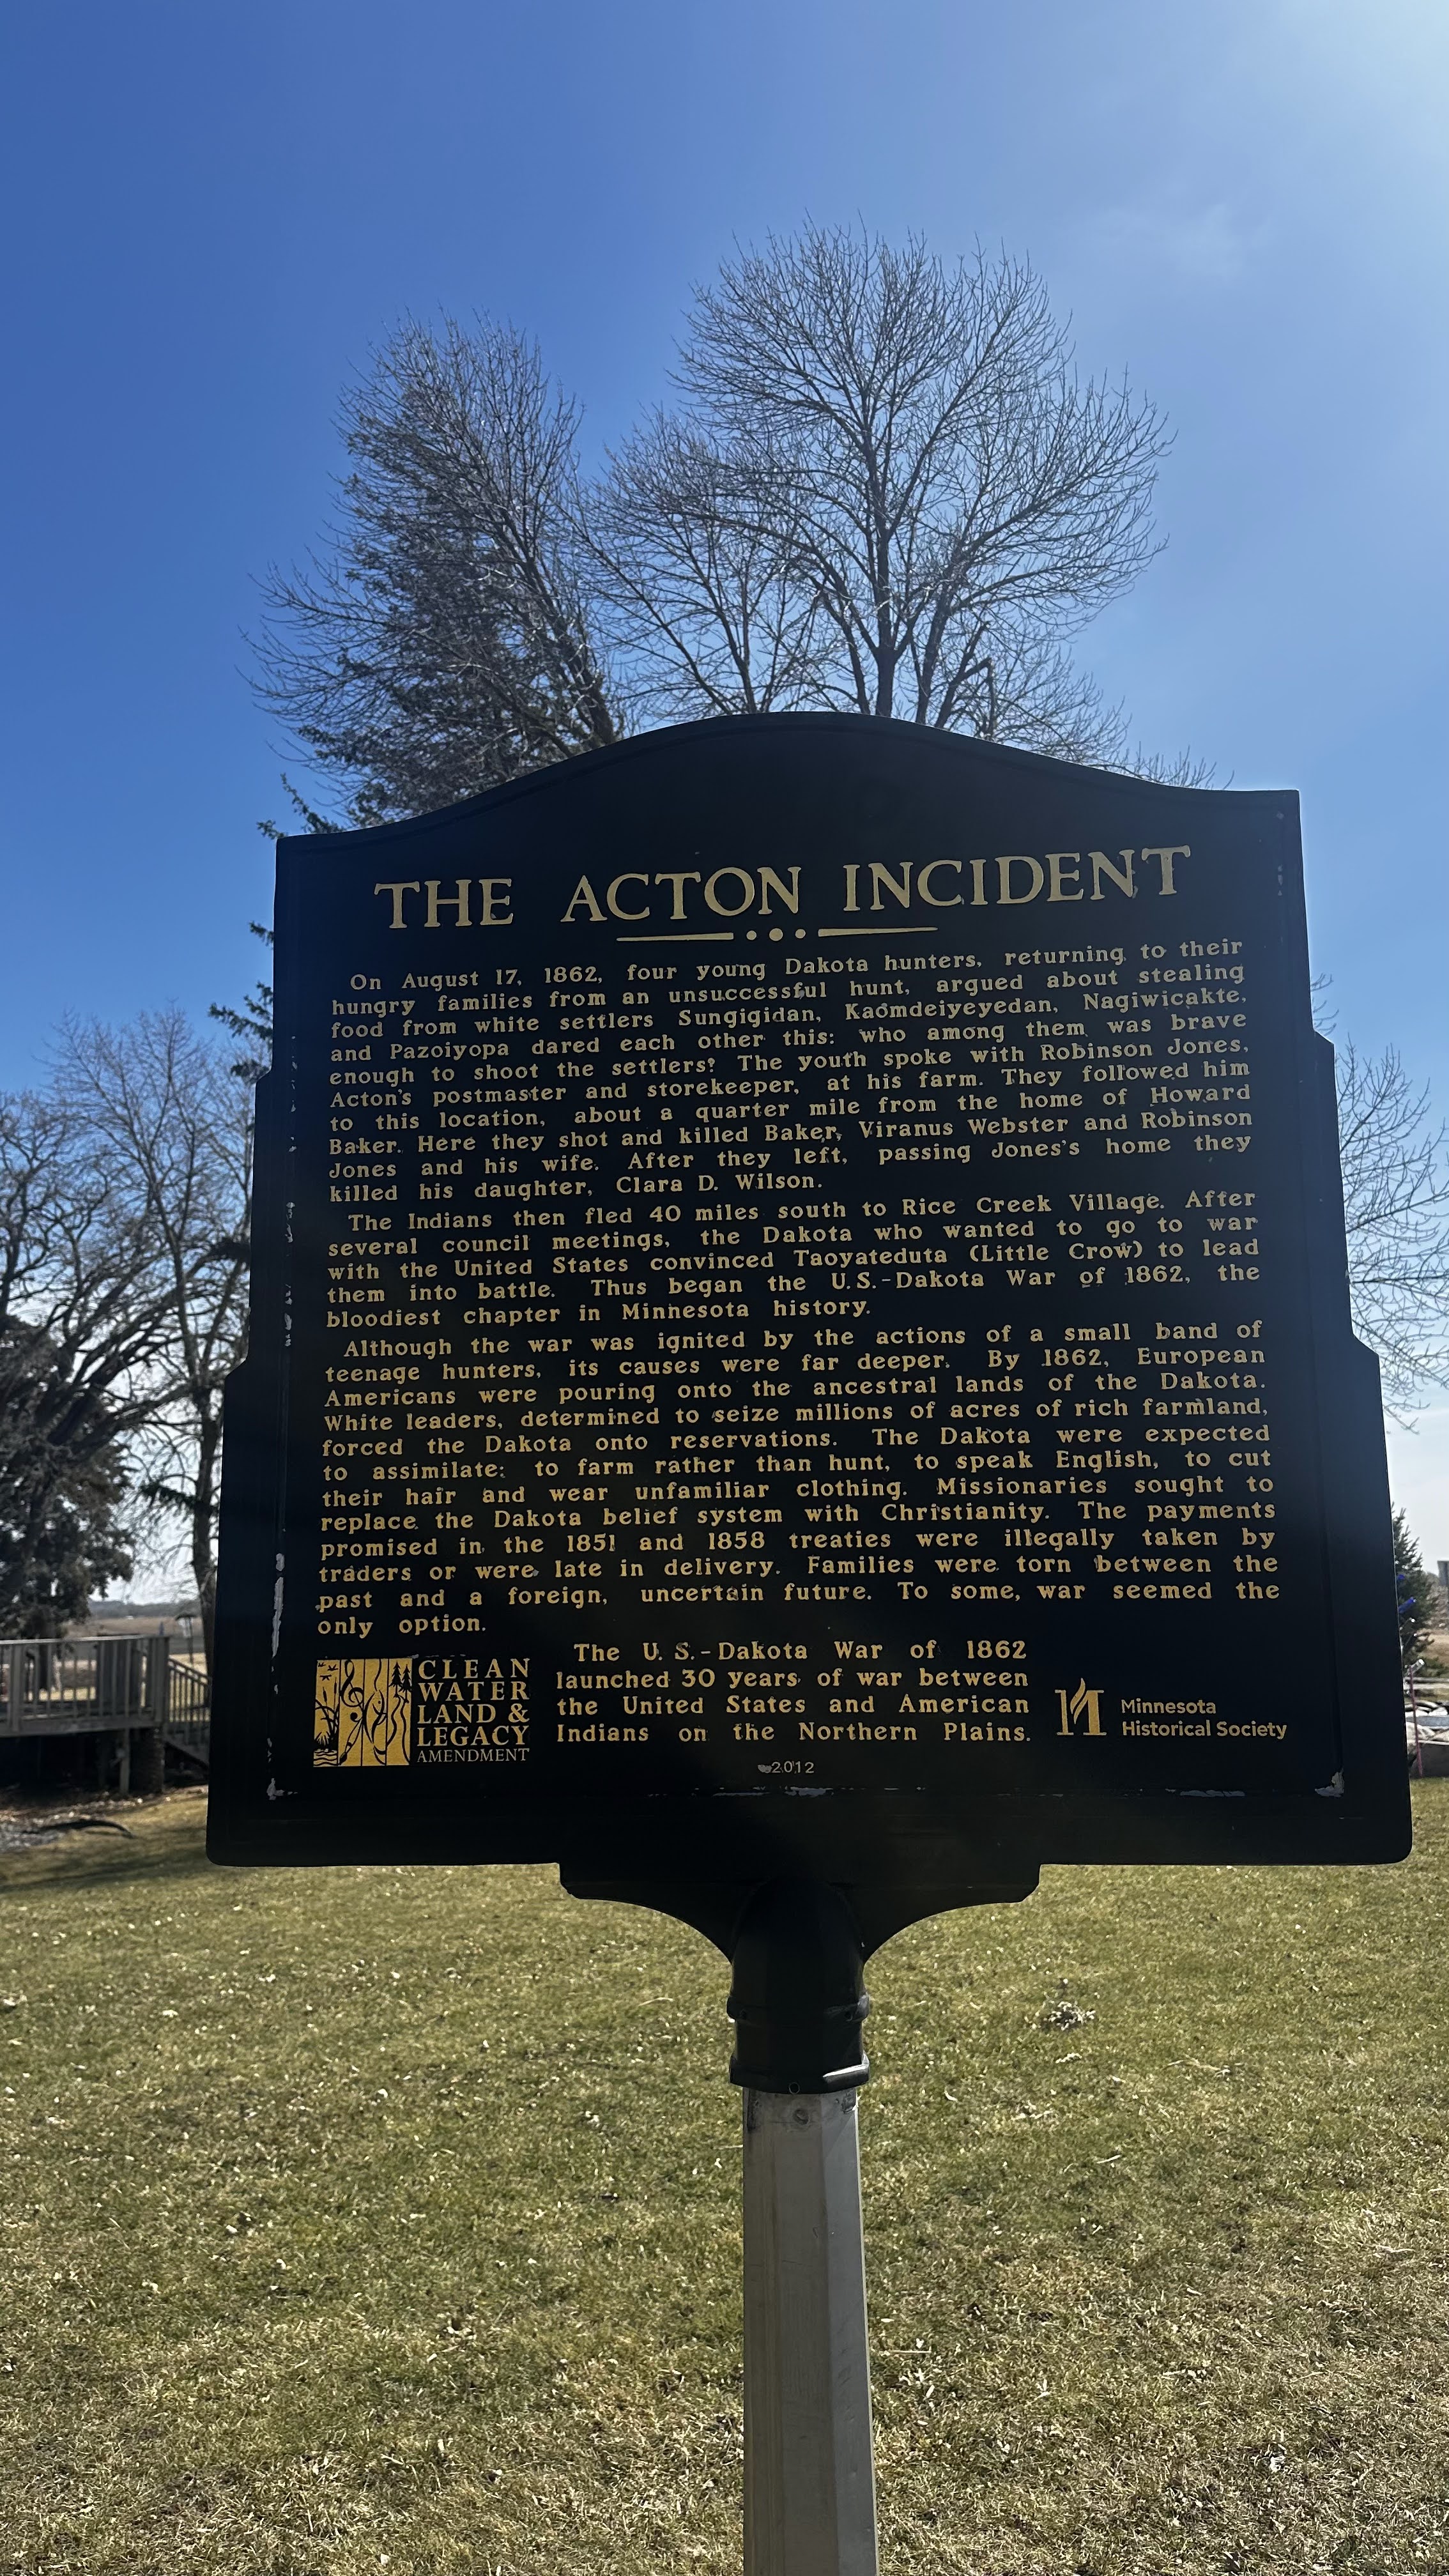 THE ACTON INCIDENT
On August 17, 1862, four young Dakota hunters, returning to their
hungry families from an unsuccessful hunt, argued about stealing
food from white settlers Sungigidan, Kaomdeiyeyedan, Nagiwicakte,
and Pazoiyopa dared each other this: who among them was brave
enough to shoot the settlers? The youth spoke with Robinson Jones,
Acton's postmaster and storekeeper, at his farm. They followed him
to this location, about a quarter mile from the home of Howard
Baker. Here they shot and killed Baker, Viranus Webster and Robinson
Jones and his wife. After they left, passing Jones's home they
killed his daughter, Clara D. Wilson.
The Indians then fled 40 miles south to Rice Creek Village. After
several council meetings, the Dakota who wanted to go to war
with the United States convinced Taoyateduta (Little Crow) to lead
them into battle. Thus began the U.S.-Dakota War of 1862, the
bloodiest chapter in Minnesota history.
Although the war was ignited by the actions of a small band of
teenage hunters, its causes were far deeper. By 1862, European
Americans were pouring onto the ancestral lands of the Dakota.
White leaders, determined to seize millions of acres of rich farmland,
forced the Dakota onto reservations. The Dakota were expected
to assimilate: to farm rather than hunt, to speak English, to cut
their hair and wear unfamiliar clothing. Missionaries sought to
replace the Dakota belief system with Christianity. The payments
promised in the 1851 and 1858 treaties were illegally taken by
traders or were late in delivery. Families were torn between the
past and a foreign, uncertain future. To some, war seemed the
only option.
The U.S.-Dakota War of 1862
launched 30 years of war between
the United States and American
Indians on the Northern Plains.
CLEAN
WATER
LAND &
LEGACY
AMENDMENT
Minnesota
Historical Society
2012